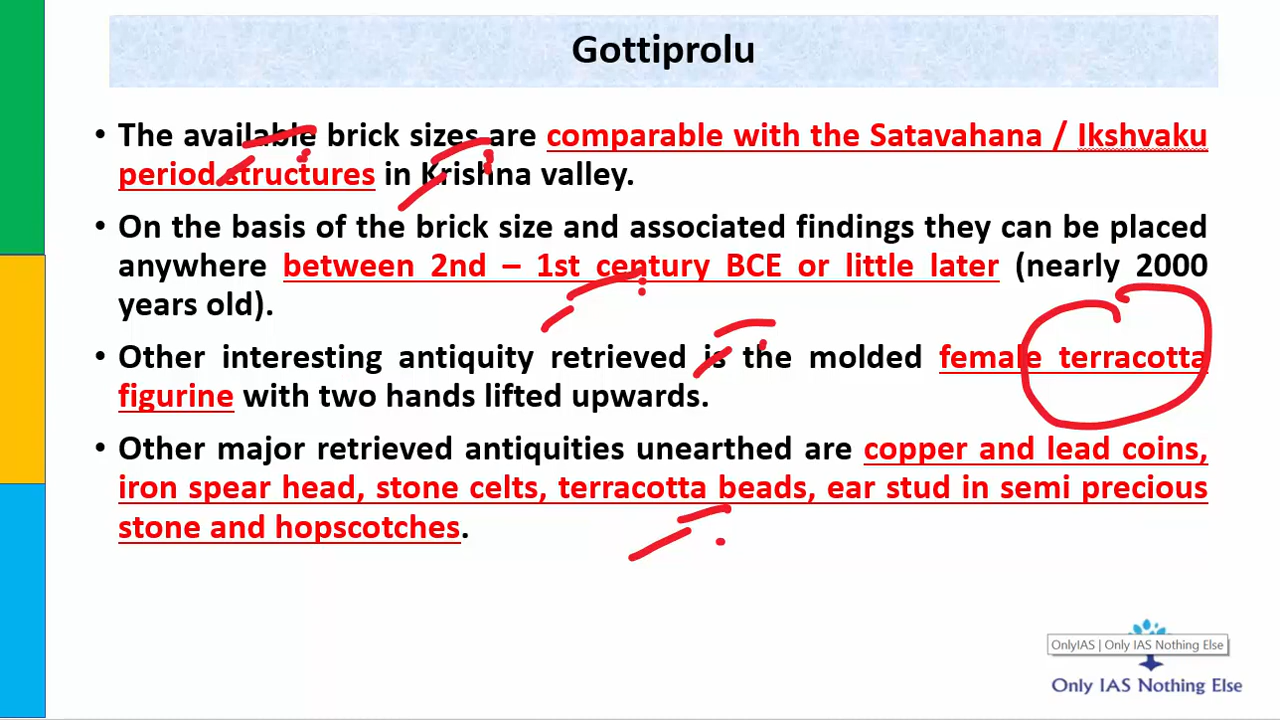 Gottiprolu
• The available brick sizes are comparable with the Satavahana / Ikshvaku
period structures in Krishna valley.
• On the basis of the brick size and associated findings they can be placed
anywhere between 2nd – 1st century BCE or little later (nearly 2000
years old).
• Other interesting antiquity retrieved is the molded female terracotta
figurine with two hands lifted upwards.
• Other major retrieved antiquities unearthed are copper and lead coins,
iron spear head, stone celts, terracotta beads, ear stud in semi precious
stone and hopscotches.
OnlyIAS | Only IAS Nothing Else
Only IAS Nothing Else